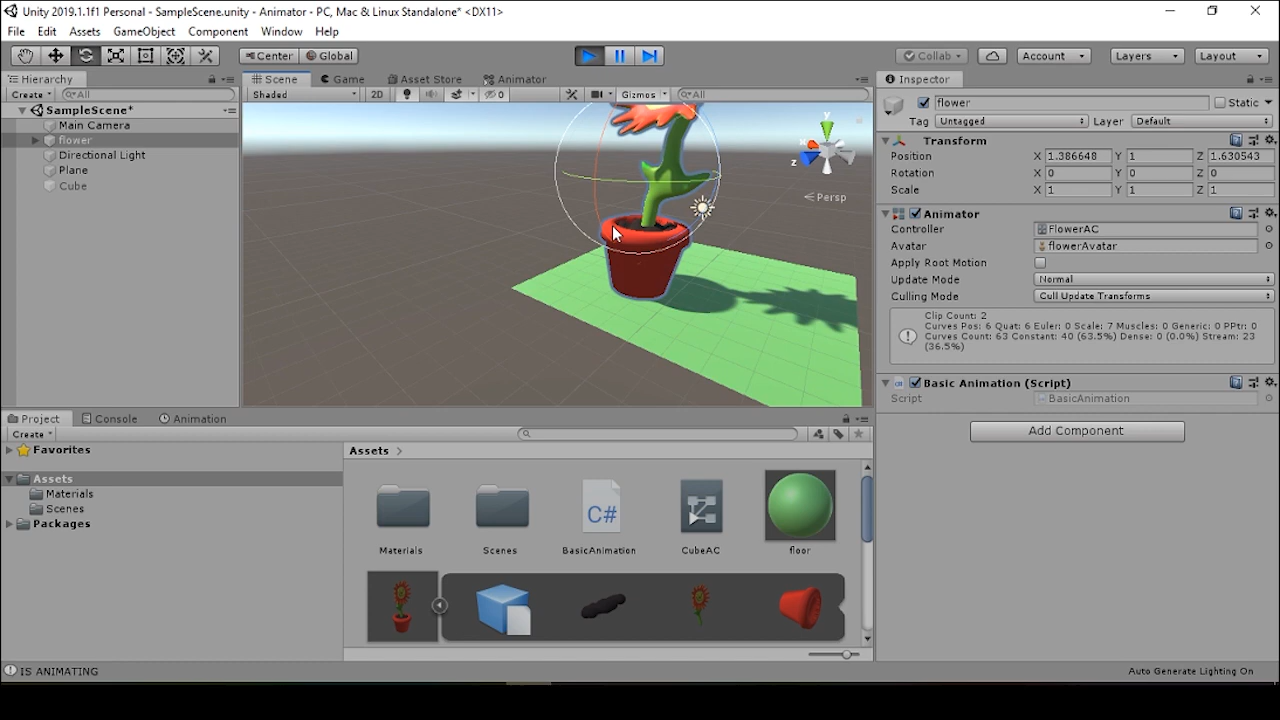 Unity 2019.1.1f1 Personal - SampleScene.unity - Animator - PC, Mac & Linux Standalone* <DX11>
File Edit Assets GameObject Component Window Help
Center Global Collab Account Layers Layout
Hierarchy
Create All
SampleScene*
Main Camera
flower
Directional Light
Plane
Cube
Scene Game Asset Store Animator
Shaded 2D 0 Gizmos All
y
x
z
Persp
Inspector
flower Static
Tag Untagged Layer Default
Transform
Position X 1.386648 Y 1 Z 1.630543
Rotation X 0 Y 0 Z 0
Scale X 1 Y 1 Z 1
Animator
Controller FlowerAC
Avatar flowerAvatar
Apply Root Motion
Update Mode Normal
Culling Mode Cull Update Transforms
Clip Count: 2
Curves Pos: 6 Quat: 6 Euler: 0 Scale: 7 Muscles: 0 Generic: 0 PPtr: 0
Curves Count: 63 Constant: 40 (63.5%) Dense: 0 (0.0%) Stream: 23
(36.5%)
Basic Animation (Script)
Script BasicAnimation
Add Component
Project Console Animation
Create
Favorites
Assets
Materials
Scenes
Packages
Assets >
C#
Materials Scenes BasicAnimation CubeAC floor
IS ANIMATING
Auto Generate Lighting On